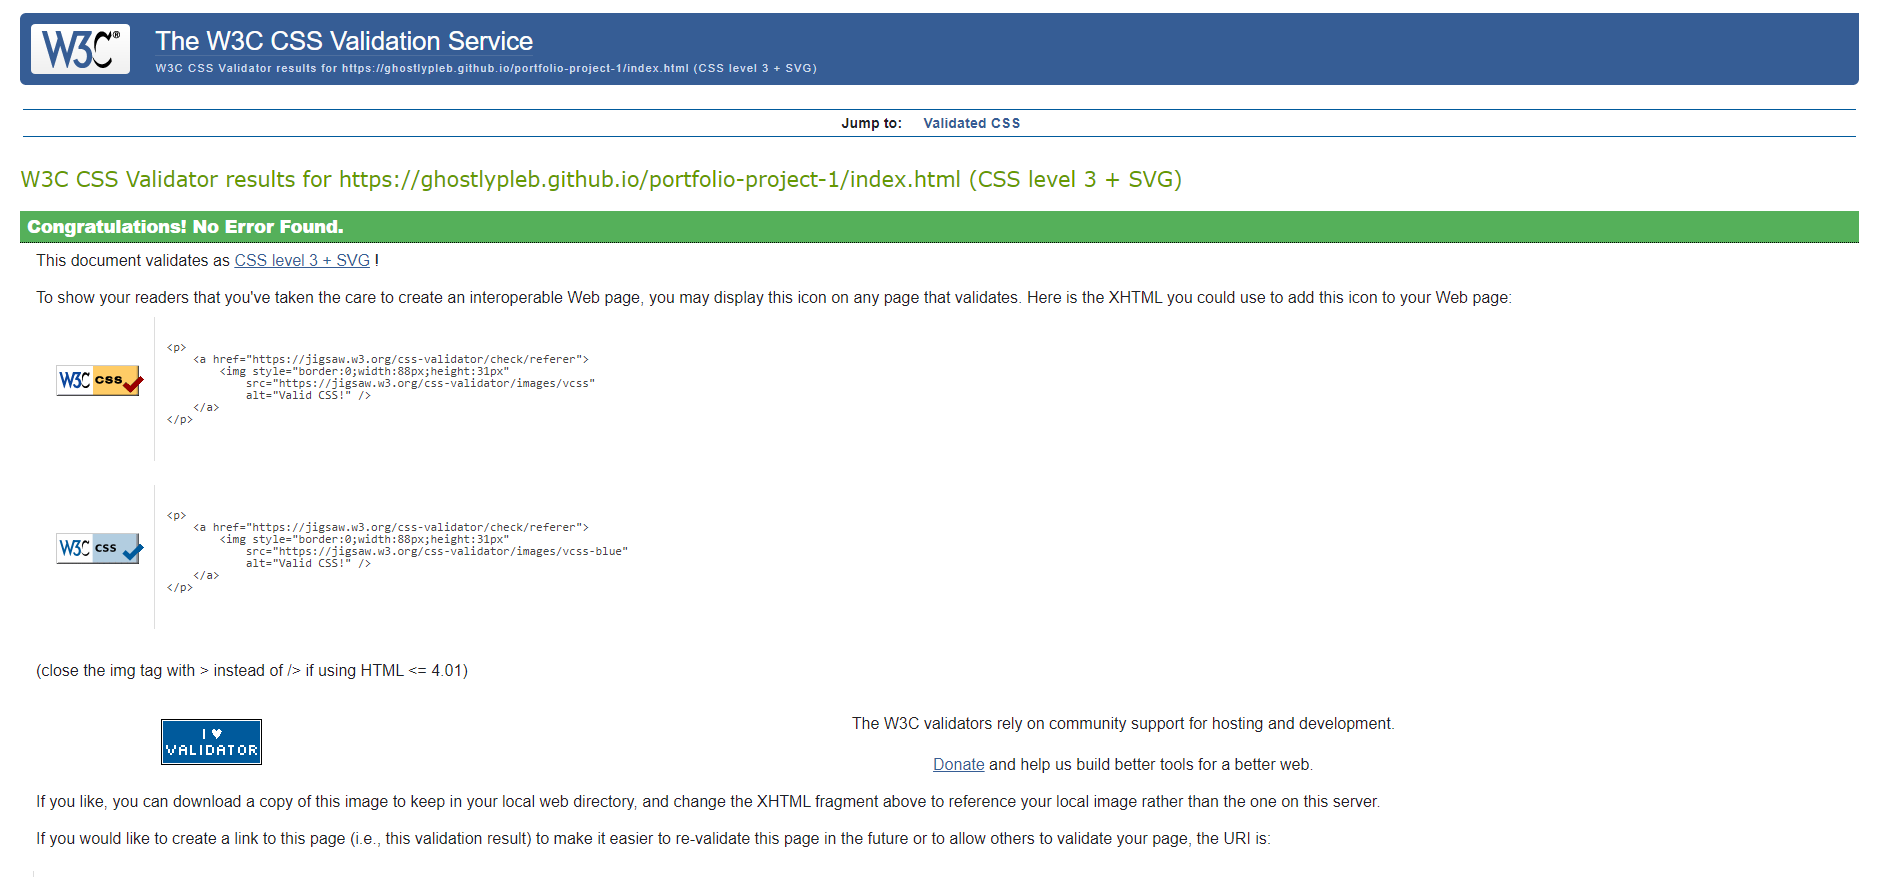 W3C®
The W3C CSS Validation Service
W3C CSS Validator results for https://ghostlypleb.github.io/portfolio-project-1/index.html (CSS level 3 + SVG)
Jump to: Validated CSS
W3C CSS Validator results for https://ghostlypleb.github.io/portfolio-project-1/index.html (CSS level 3 + SVG)
Congratulations! No Error Found.
This document validates as CSS level 3 + SVG !
To show your readers that you've taken the care to create an interoperable Web page, you may display this icon on any page that validates. Here is the XHTML you could use to add this icon to your Web page:
W3C css
<p>
<a href="https://jigsaw.w3.org/css-validator/check/referer">
<img style="border:0;width:88px;height:31px"
src="https://jigsaw.w3.org/css-validator/images/vcss"
alt="Valid CSS!" />
</a>
</p>
W3C css
<p>
<a href="https://jigsaw.w3.org/css-validator/check/referer">
<img style="border:0;width:88px;height:31px"
src="https://jigsaw.w3.org/css-validator/images/vcss-blue"
alt="Valid CSS!" />
</a>
</p>
(close the img tag with > instead of /> if using HTML <= 4.01)
I ♥
VALIDATOR
The W3C validators rely on community support for hosting and development.
Donate and help us build better tools for a better web.
If you like, you can download a copy of this image to keep in your local web directory, and change the XHTML fragment above to reference your local image rather than the one on this server.
If you would like to create a link to this page (i.e., this validation result) to make it easier to re-validate this page in the future or to allow others to validate your page, the URI is: